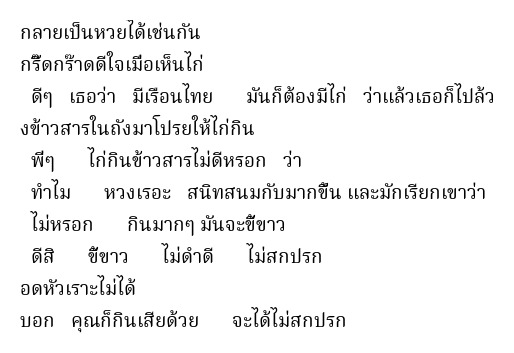 กลายเป็นหวยได้เช่นกัน
กรี๊ดกร๊าดดีใจเมื่อเห็นไก่
ดีๆ เธอว่า มีเรือนไทย มันก็ต้องมีไก่ ว่าแล้วเธอก็ไปล้ว
งข้าวสารในถังมาโปรยให้ไก่กิน
พี่ๆ ไก่กินข้าวสารไม่ดีหรอก ว่า
ทำไม หวงเรอะ สนิทสนมกับมากขึ้น และมักเรียกเขาว่า
ไม่หรอก กินมากๆ มันจะขี้ขาว
ดีสิ ขี้ขาว ไม่ดำดี ไม่สกปรก
อดหัวเราะไม่ได้
บอก คุณก็กินเสียด้วย จะได้ไม่สกปรก